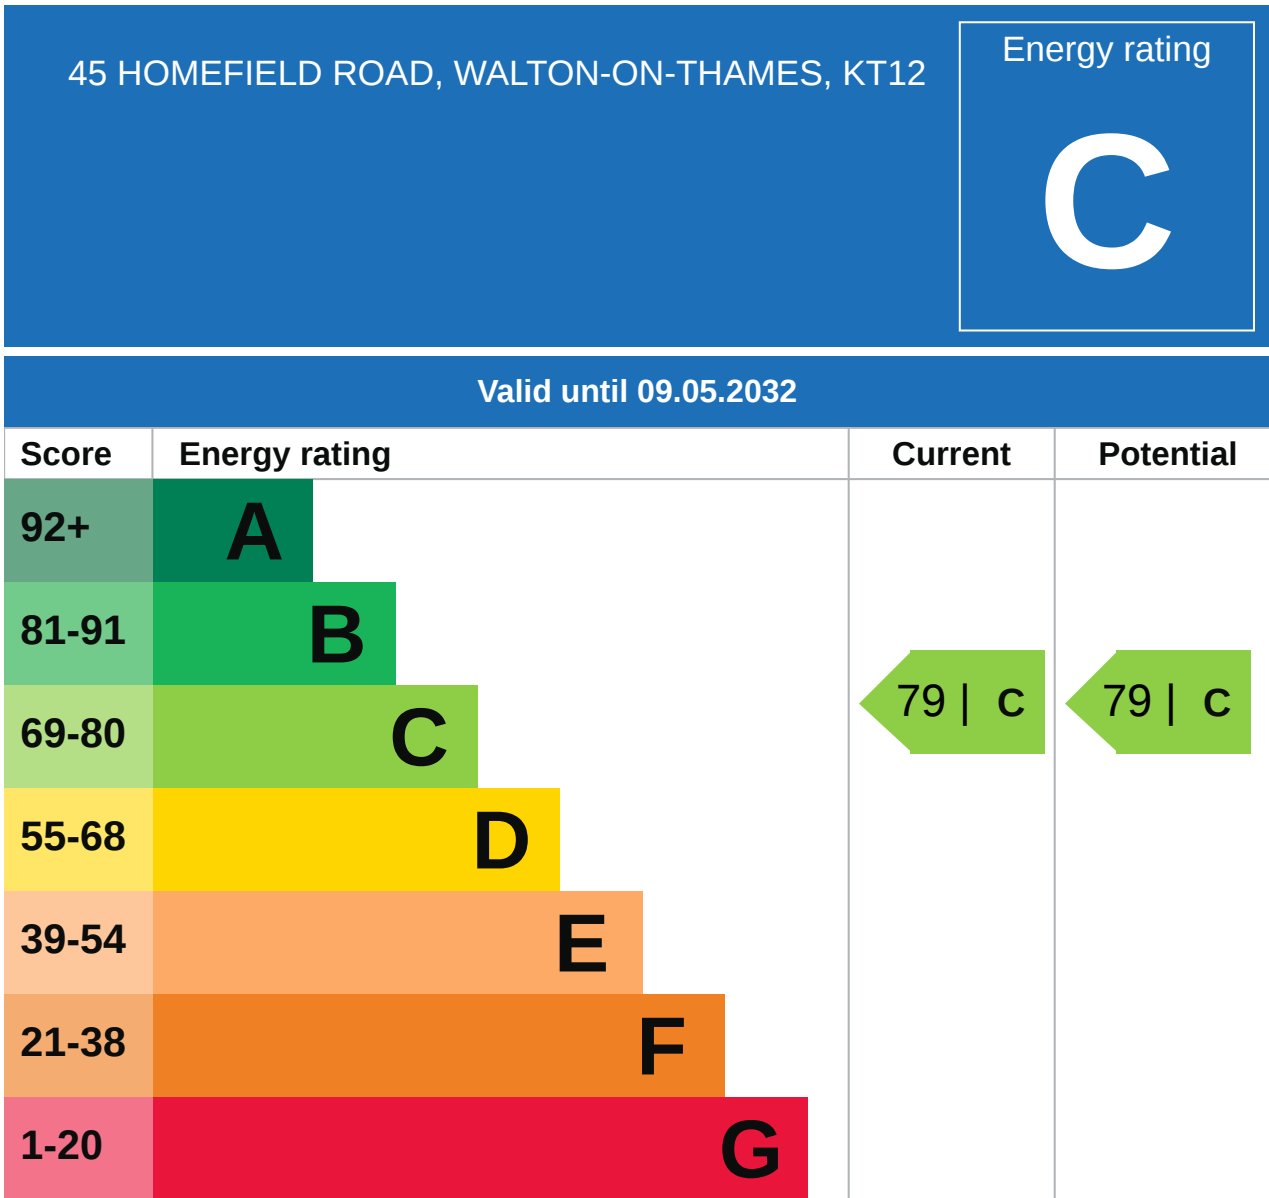 45 HOMEFIELD ROAD, WALTON-ON-THAMES, KT12
Energy rating
C
Valid until 09.05.2032
Score Energy rating Current Potential
92+ A
81-91 B
69-80 C
79 | C 79 | C
55-68 D
39-54 E
21-38 F
1-20 G